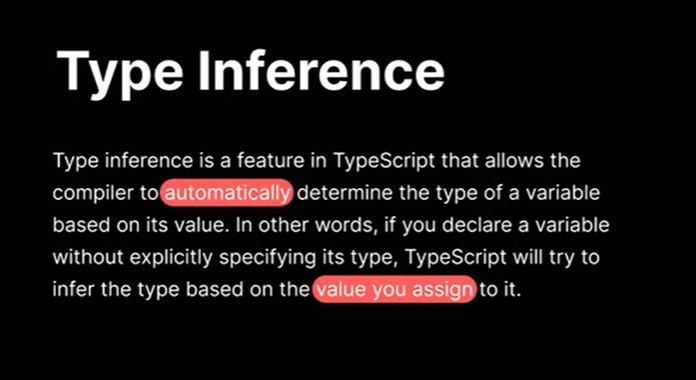 Type Inference
Type inference is a feature in TypeScript that allows the
compiler to automatically determine the type of a variable
based on its value. In other words, if you declare a variable
without explicitly specifying its type, TypeScript will try to
infer the type based on the value you assign to it.